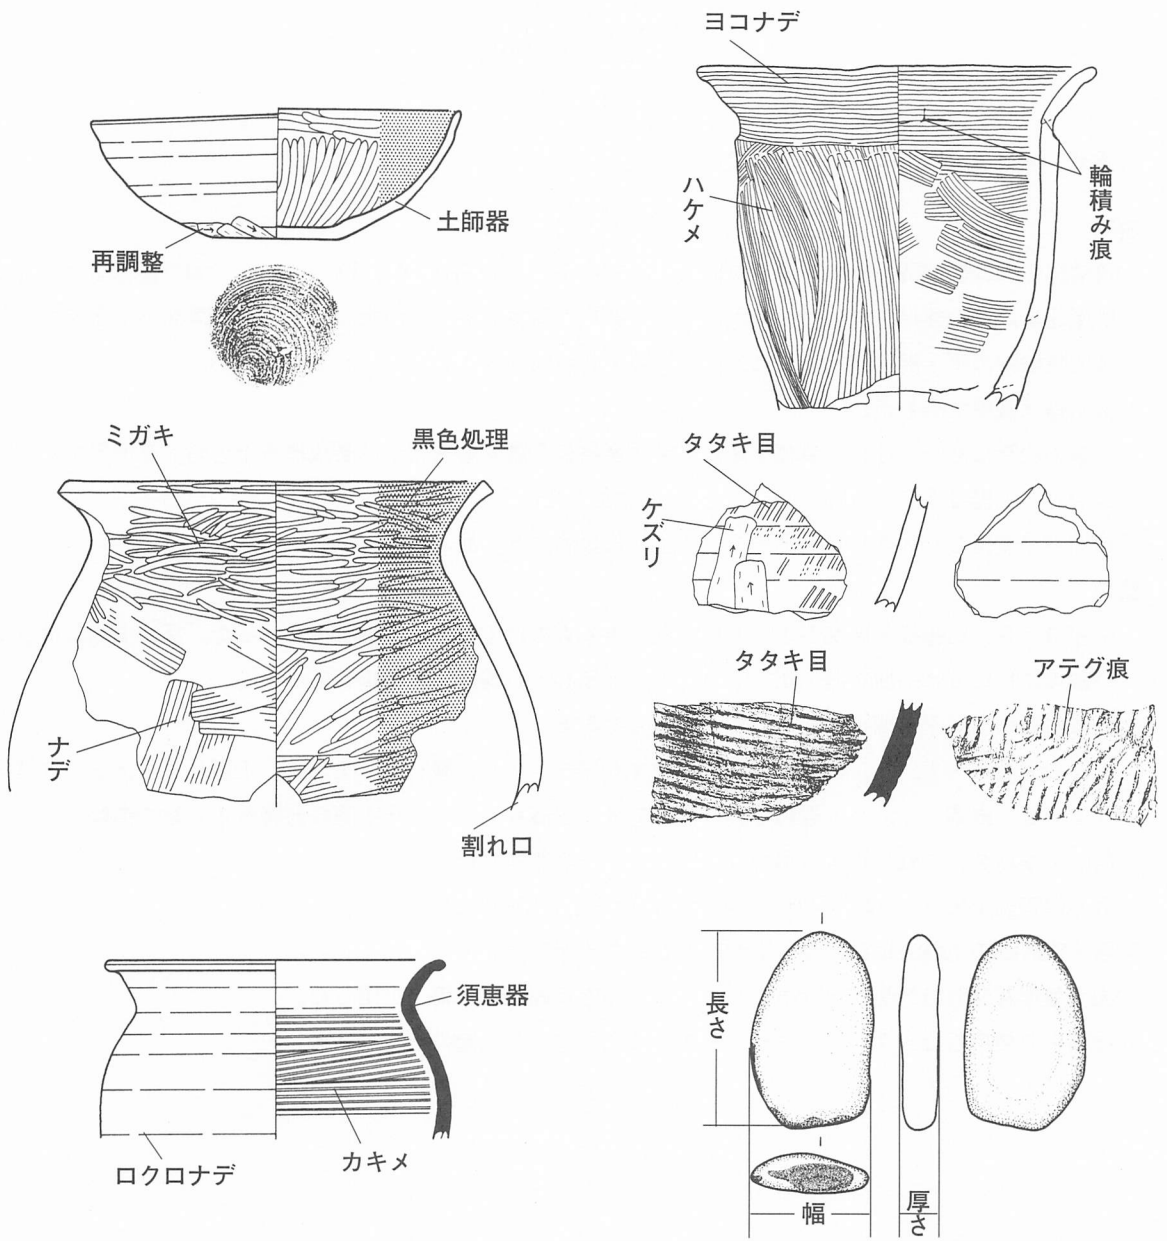 ヨコナデ
土師器
再調整
ハケメ
輪積み痕
ミガキ
黒色処理
ナデ
割れ口
タタキ目
ケズリ
タタキ目
アテグ痕
須恵器
カキメ
ロクロナデ
長さ
幅
厚さ